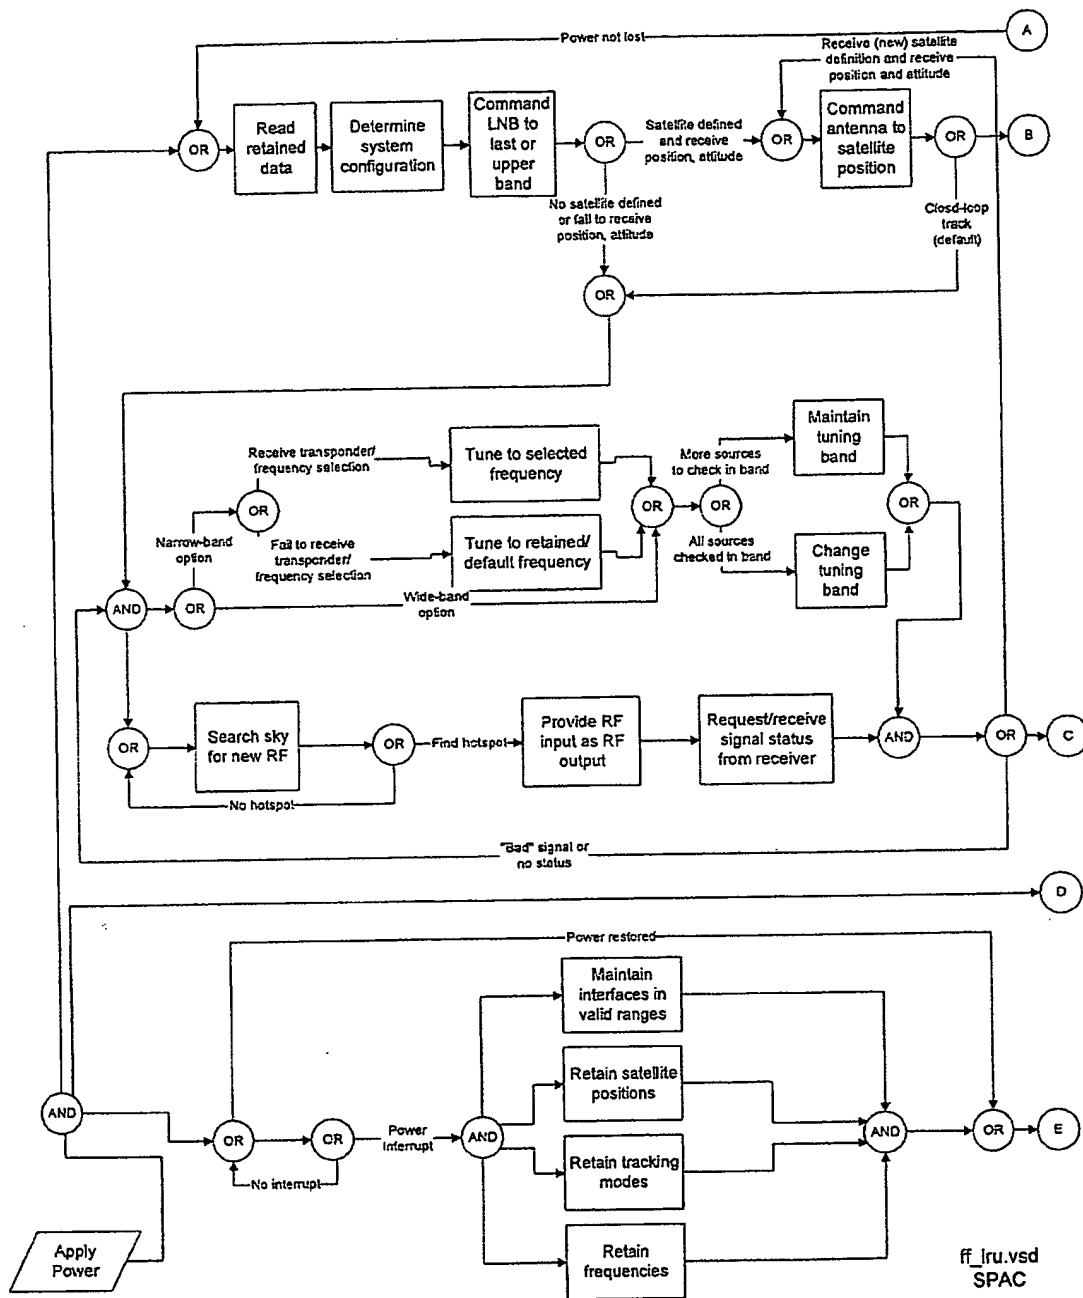 Power not lost
A
Receive (new) satellite
definition and receive
position and attitude
OR
Read
retained
data
Determine
system
configuration
Command
LNB to
last or
upper
band
OR
Satellite defined
and receive
position, attitude
OR
Command
antenna to
satellite
position
OR
B
No satellite defined
or fail to receive
position, attitude
Closd-loop
track
(default)
OR
Receive transponder/
frequency selection
Tune to selected
frequency
More sources
to check in band
Maintain
tuning
band
Narrow-band
option
OR
OR
OR
OR
Fail to receive
transponder/
frequency selection
Tune to retained/
default frequency
All sources
checked in band
Change
tuning
band
AND
OR
Wide-band
option
OR
Search sky
for new RF
OR
Find hotspot
Provide RF
input as RF
output
Request/receive
signal status
from receiver
AND
OR
C
No hotspot
"Bad" signal or
no status
D
Power restored
Maintain
interfaces in
valid ranges
Retain satellite
positions
AND
OR
OR
Power
Interrupt
AND
AND
OR
E
No interrupt
Retain tracking
modes
Apply
Power
Retain
frequencies
ff_lru.vsd
SPAC